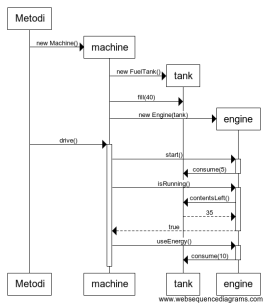 Metodi
new Machine()
machine
new FuelTank()
tank
fill(40)
new Engine(tank)
engine
drive()
start()
consume(5)
isRunning()
contentsLeft()
35
true
useEnergy()
consume(10)
Metodi
machine
tank
engine
www.websequencediagrams.com